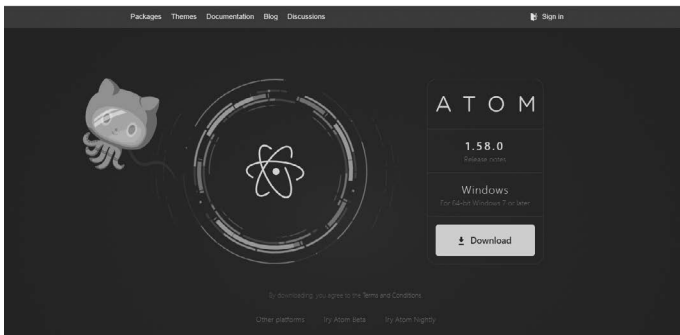 Packages Themes Documentation Blog Discussions Sign in
ATOM
1.58.0
Release notes
Windows
For 64-bit Windows 7 or later
Download
By downloading, you agree to the Terms and Conditions
Other platforms Try Atom Beta Try Atom Nightly